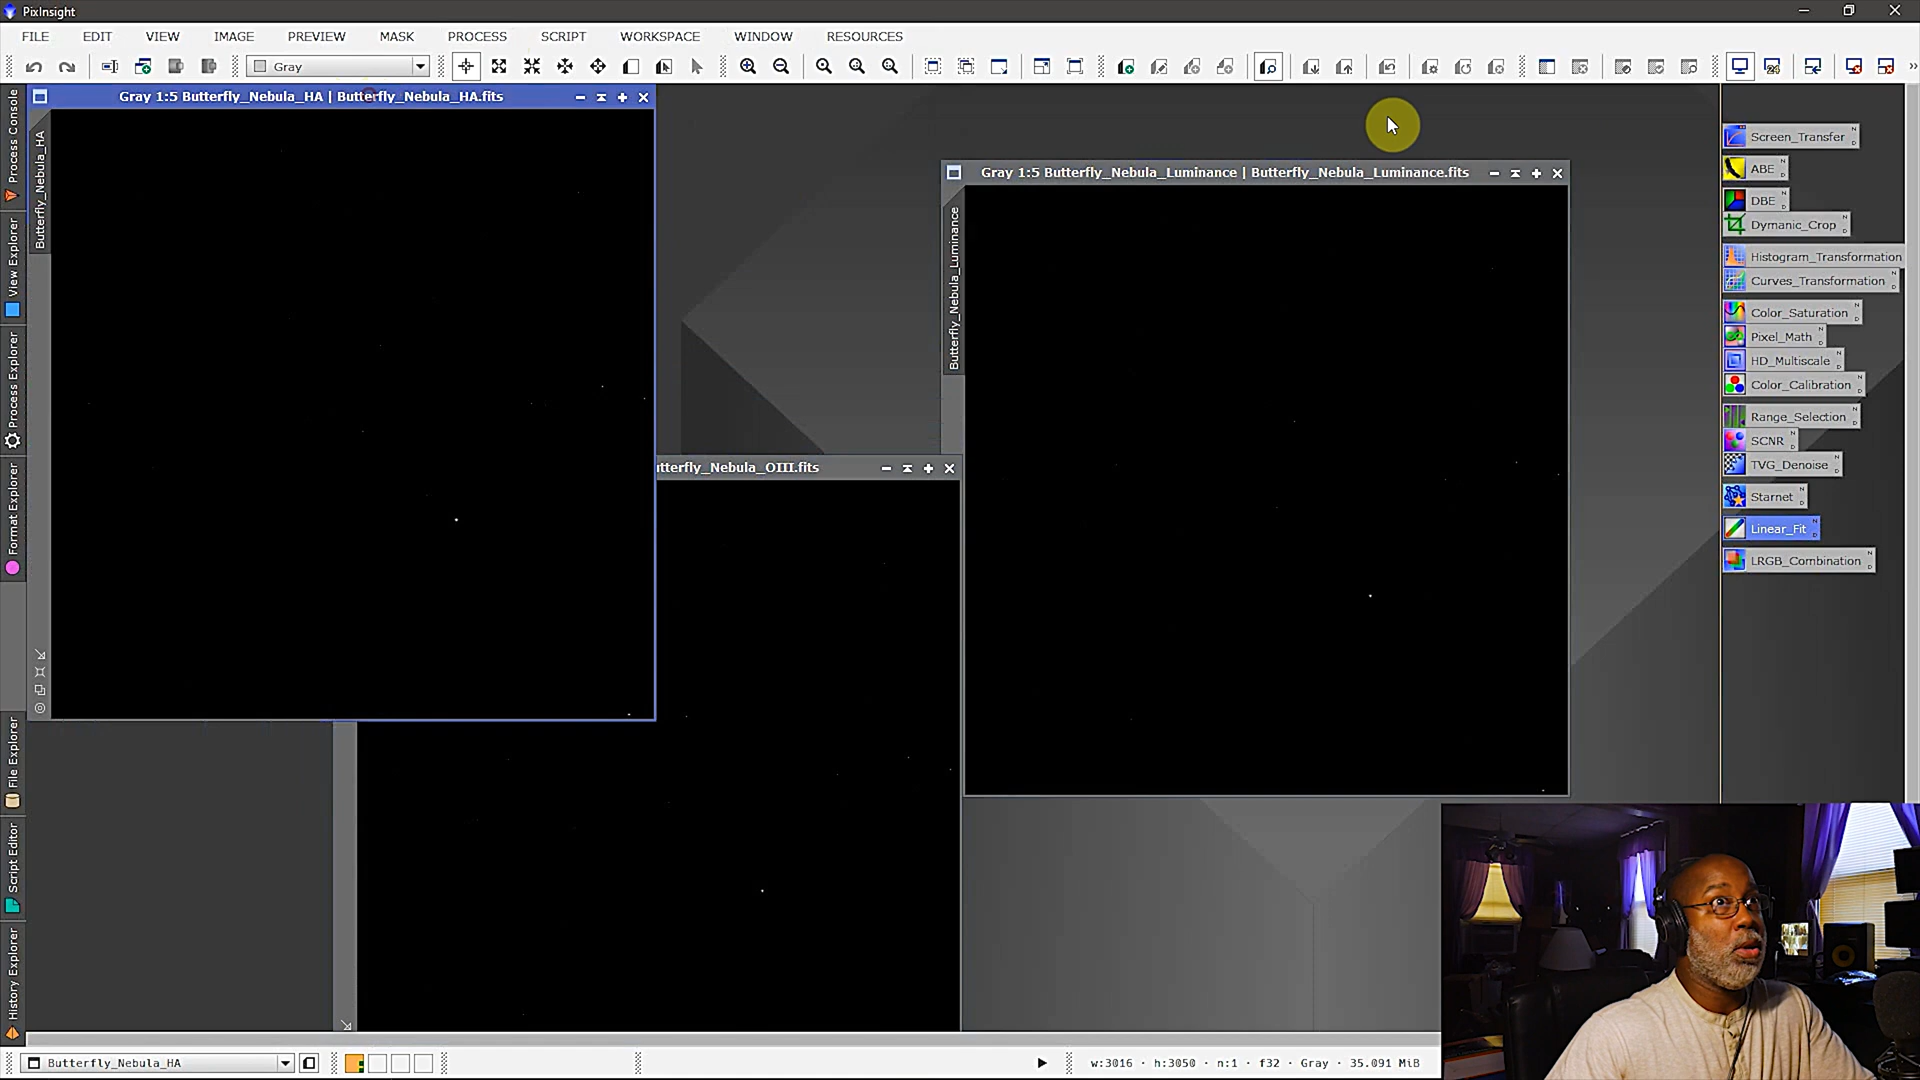 PixInsight
FILE EDIT VIEW IMAGE PREVIEW MASK PROCESS SCRIPT WORKSPACE WINDOW RESOURCES
Gray
Gray 1:5 Butterfly_Nebula_HA | Butterfly_Nebula_HA.fits
Butterfly_Nebula_HA
Gray 1:5 Butterfly_Nebula_Luminance | Butterfly_Nebula_Luminance.fits
Butterfly_Nebula_Luminance
utterfly_Nebula_OIII.fits
Process Console
View Explorer
Process Explorer
Format Explorer
File Explorer
Script Editor
History Explorer
Screen_Transfer
ABE
DBE
Dymanic_Crop
Histogram_Transformation
Curves_Transformation
Color_Saturation
Pixel_Math
HD_Multiscale
Color_Calibration
Range_Selection
SCNR
TVG_Denoise
Starnet
Linear_Fit
LRGB_Combination
Butterfly_Nebula_HA
w:3016 · h:3050 · n:1 · f32 · Gray · 35.091 MiB